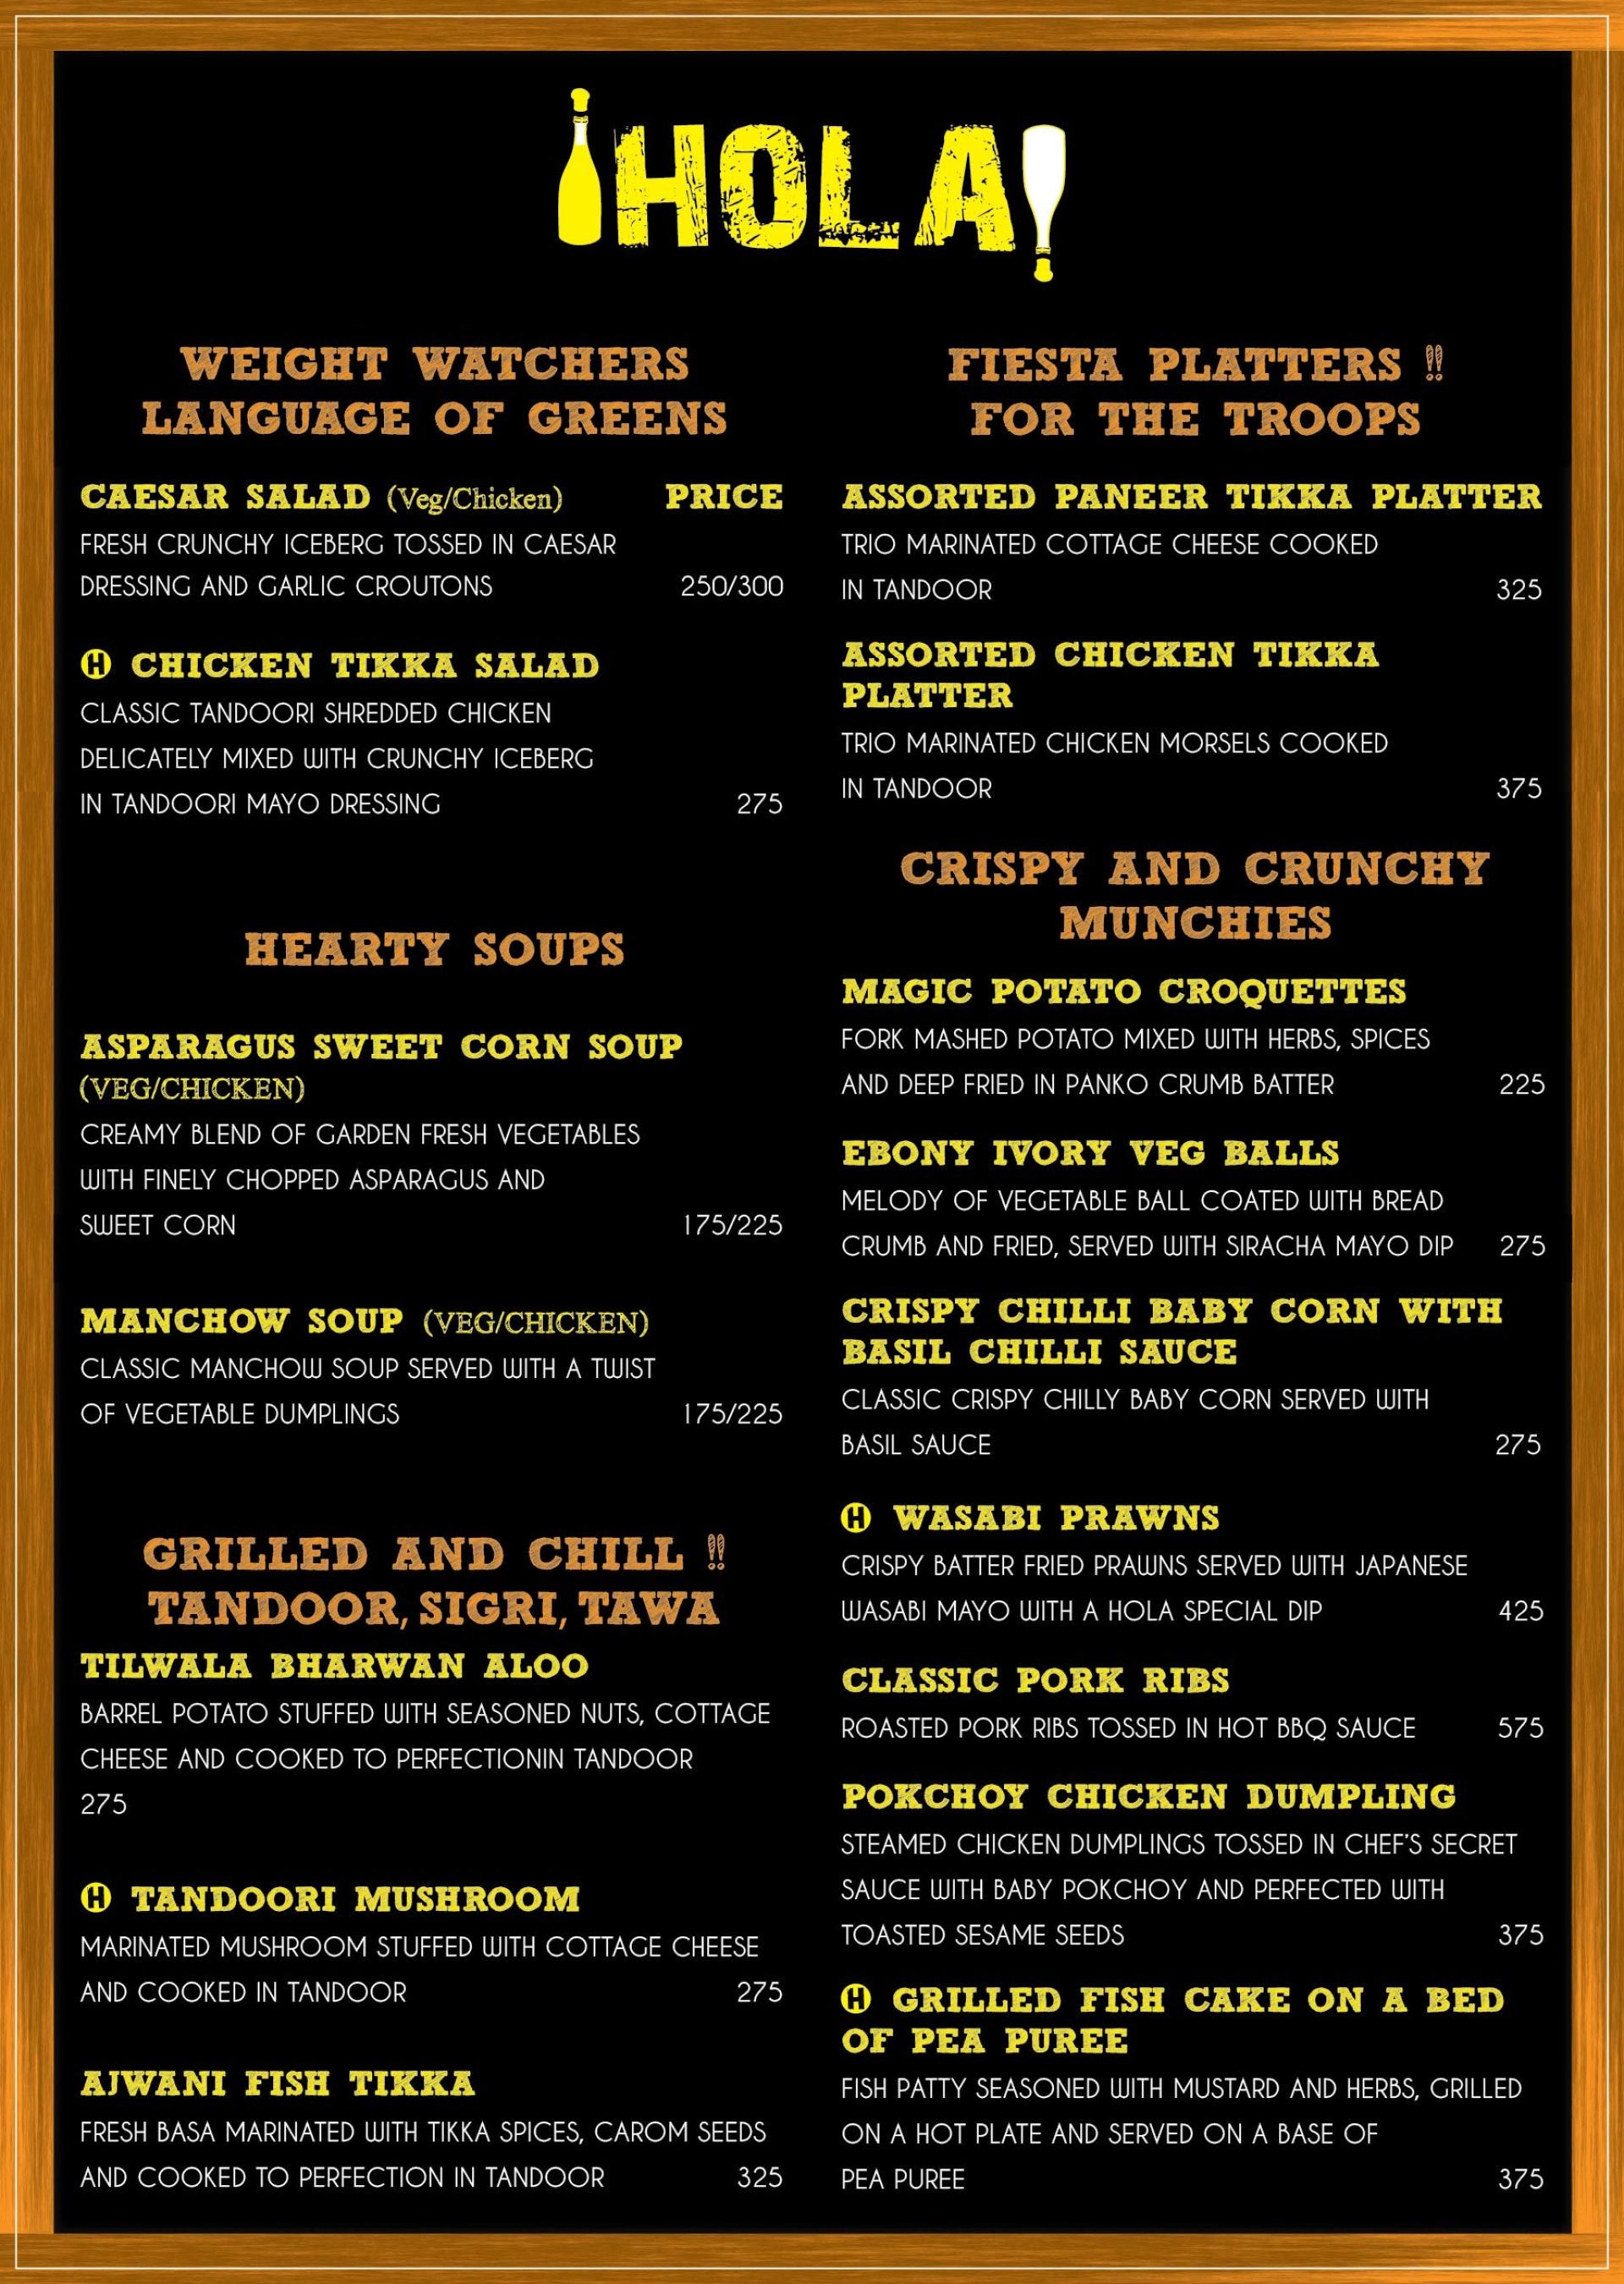 ¡HOLA!
WEIGHT WATCHERS
LANGUAGE OF GREENS
CAESAR SALAD (Veg/Chicken) PRICE
FRESH CRUNCHY ICEBERG TOSSED IN CAESAR
DRESSING AND GARLIC CROUTONS 250/300
H CHICKEN TIKKA SALAD
CLASSIC TANDOORI SHREDDED CHICKEN
DELICATELY MIXED WITH CRUNCHY ICEBERG
IN TANDOORI MAYO DRESSING 275
HEARTY SOUPS
ASPARAGUS SWEET CORN SOUP
(VEG/CHICKEN)
CREAMY BLEND OF GARDEN FRESH VEGETABLES
WITH FINELY CHOPPED ASPARAGUS AND
SWEET CORN 175/225
MANCHOW SOUP (VEG/CHICKEN)
CLASSIC MANCHOW SOUP SERVED WITH A TWIST
OF VEGETABLE DUMPLINGS 175/225
GRILLED AND CHILL !!
TANDOOR, SIGRI, TAWA
TILWALA BHARWAN ALOO
BARREL POTATO STUFFED WITH SEASONED NUTS, COTTAGE
CHEESE AND COOKED TO PERFECTIONIN TANDOOR
275
H TANDOORI MUSHROOM
MARINATED MUSHROOM STUFFED WITH COTTAGE CHEESE
AND COOKED IN TANDOOR 275
AJWANI FISH TIKKA
FRESH BASA MARINATED WITH TIKKA SPICES, CAROM SEEDS
AND COOKED TO PERFECTION IN TANDOOR 325
FIESTA PLATTERS !!
FOR THE TROOPS
ASSORTED PANEER TIKKA PLATTER
TRIO MARINATED COTTAGE CHEESE COOKED
IN TANDOOR 325
ASSORTED CHICKEN TIKKA
PLATTER
TRIO MARINATED CHICKEN MORSELS COOKED
IN TANDOOR 375
CRISPY AND CRUNCHY
MUNCHIES
MAGIC POTATO CROQUETTES
FORK MASHED POTATO MIXED WITH HERBS, SPICES
AND DEEP FRIED IN PANKO CRUMB BATTER 225
EBONY IVORY VEG BALLS
MELODY OF VEGETABLE BALL COATED WITH BREAD
CRUMB AND FRIED, SERVED WITH SIRACHA MAYO DIP 275
CRISPY CHILLI BABY CORN WITH
BASIL CHILLI SAUCE
CLASSIC CRISPY CHILLY BABY CORN SERVED WITH
BASIL SAUCE 275
H WASABI PRAWNS
CRISPY BATTER FRIED PRAWNS SERVED WITH JAPANESE
WASABI MAYO WITH A HOLA SPECIAL DIP 425
CLASSIC PORK RIBS
ROASTED PORK RIBS TOSSED IN HOT BBQ SAUCE 575
POKCHOY CHICKEN DUMPLING
STEAMED CHICKEN DUMPLINGS TOSSED IN CHEF'S SECRET
SAUCE WITH BABY POKCHOY AND PERFECTED WITH
TOASTED SESAME SEEDS 375
H GRILLED FISH CAKE ON A BED
OF PEA PUREE
FISH PATTY SEASONED WITH MUSTARD AND HERBS, GRILLED
ON A HOT PLATE AND SERVED ON A BASE OF
PEA PUREE 375